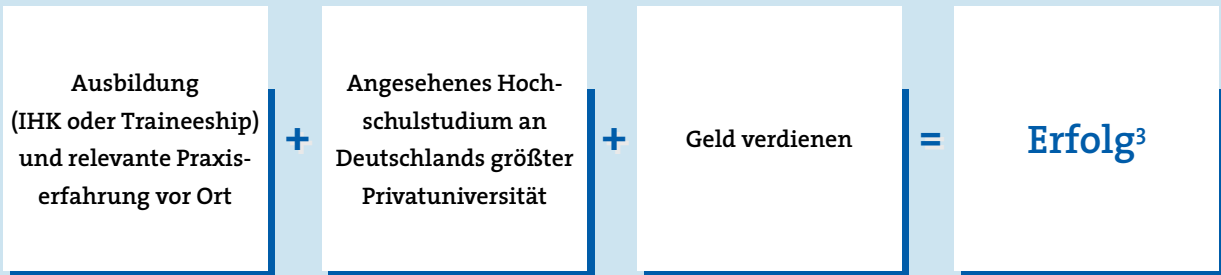 Ausbildung
(IHK oder Traineeship)
und relevante Praxis-
erfahrung vor Ort
+
Angesehenes Hoch-
schulstudium an
Deutschlands größter
Privatuniversität
+
Geld verdienen
=
Erfolg³